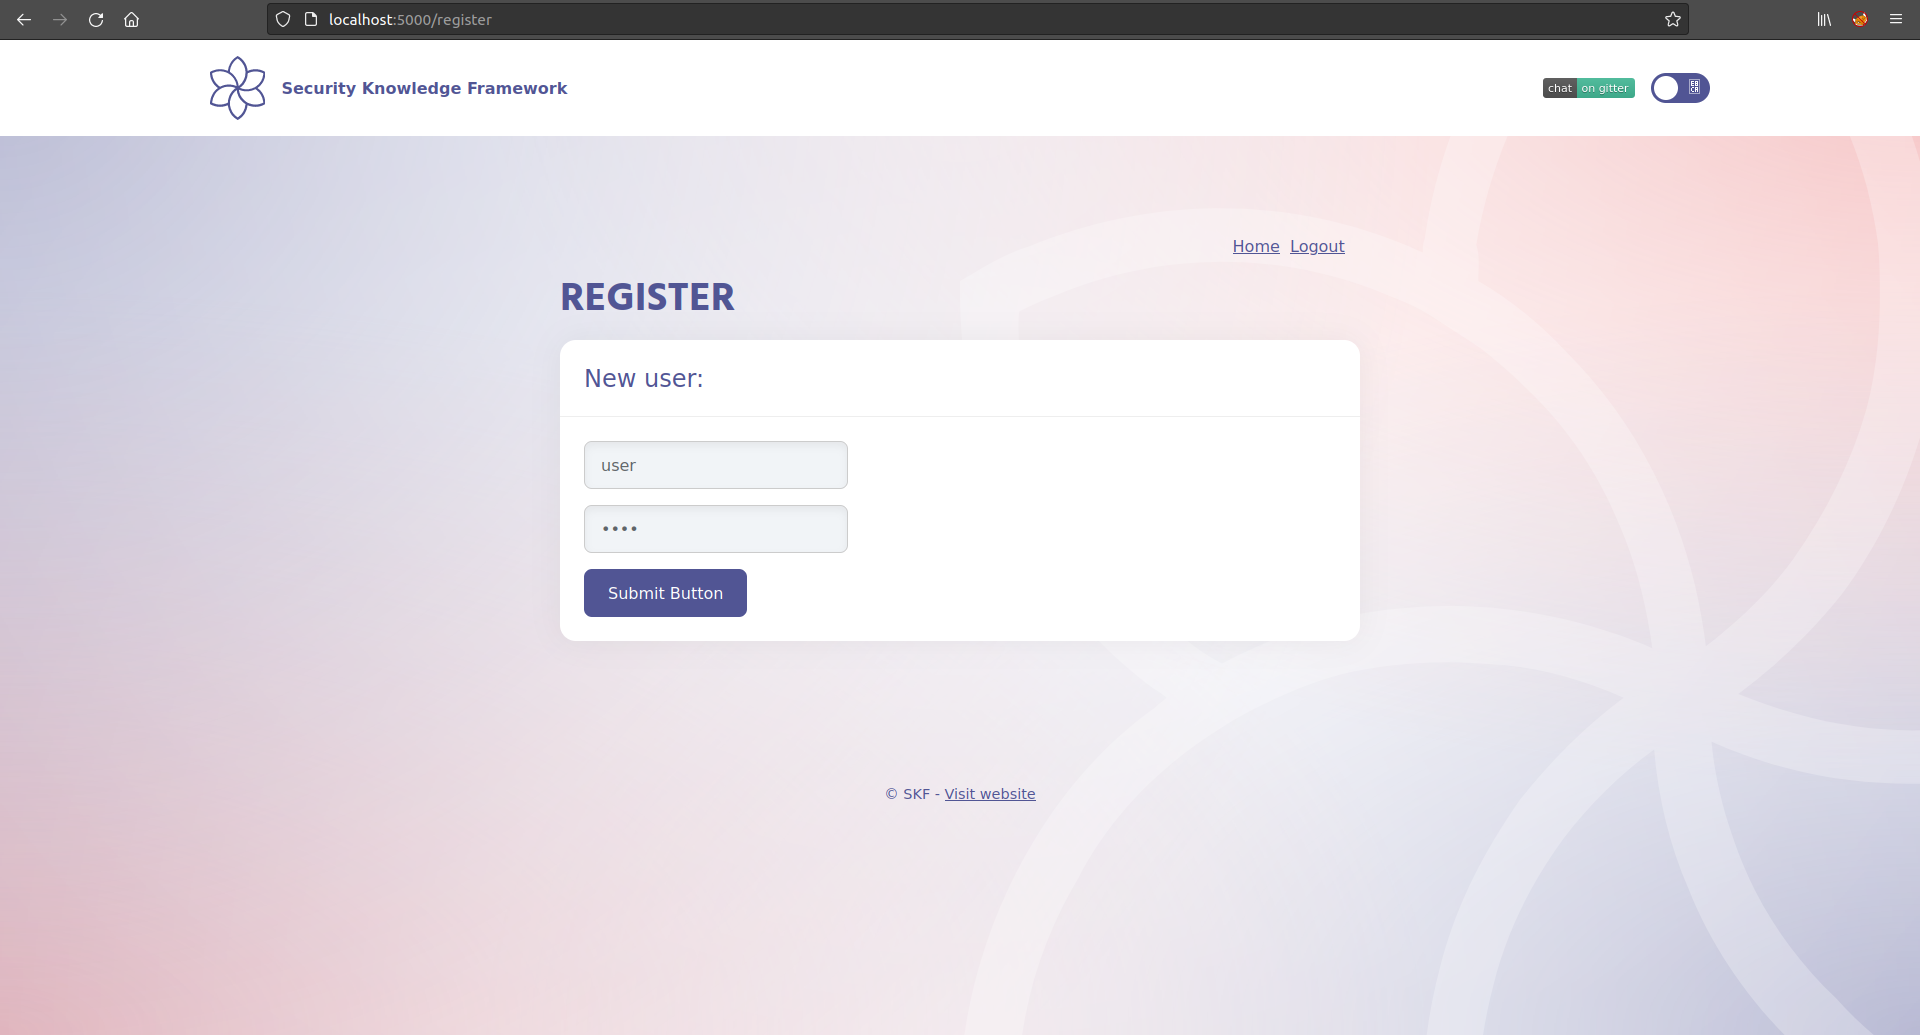 localhost:5000/register
Security Knowledge Framework
chat on gitter
Home Logout
REGISTER
New user:
user
••••
Submit Button
© SKF - Visit website